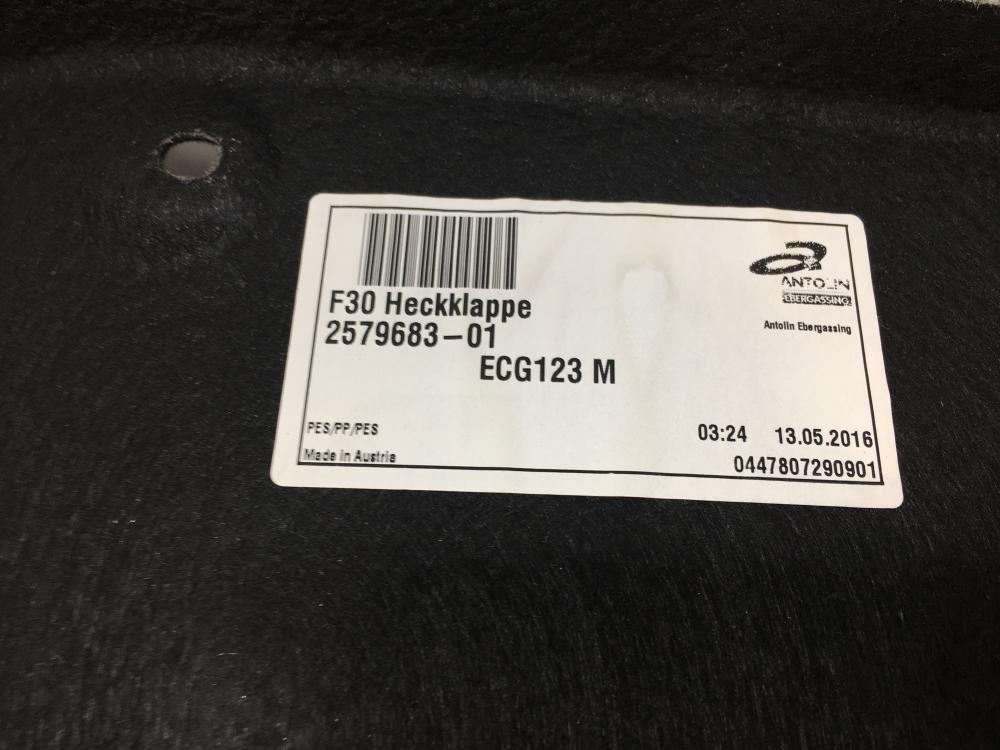 F30 Heckklappe
2579683-01
ECG123 M
ANTOLIN
EBERGASSING
Antolin Ebergassing
PES/PP/PES
Made in Austria
03:24 13.05.2016
0447807290901